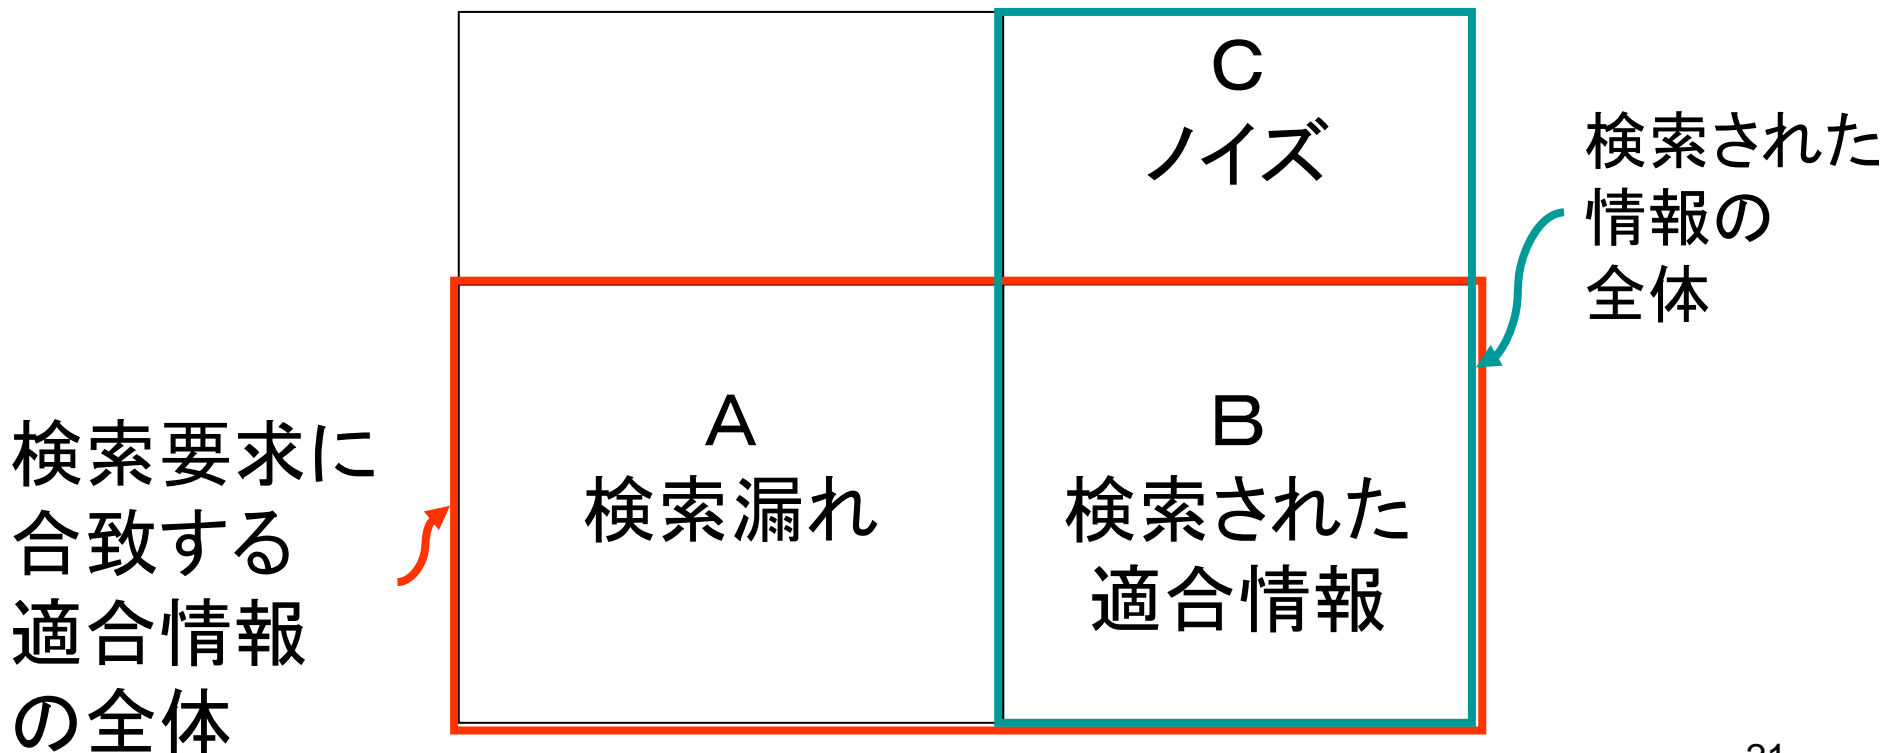 C
ノイズ
検索された
情報の
全体
A
検索漏れ
B
検索された
適合情報
検索要求に
合致する
適合情報
の全体